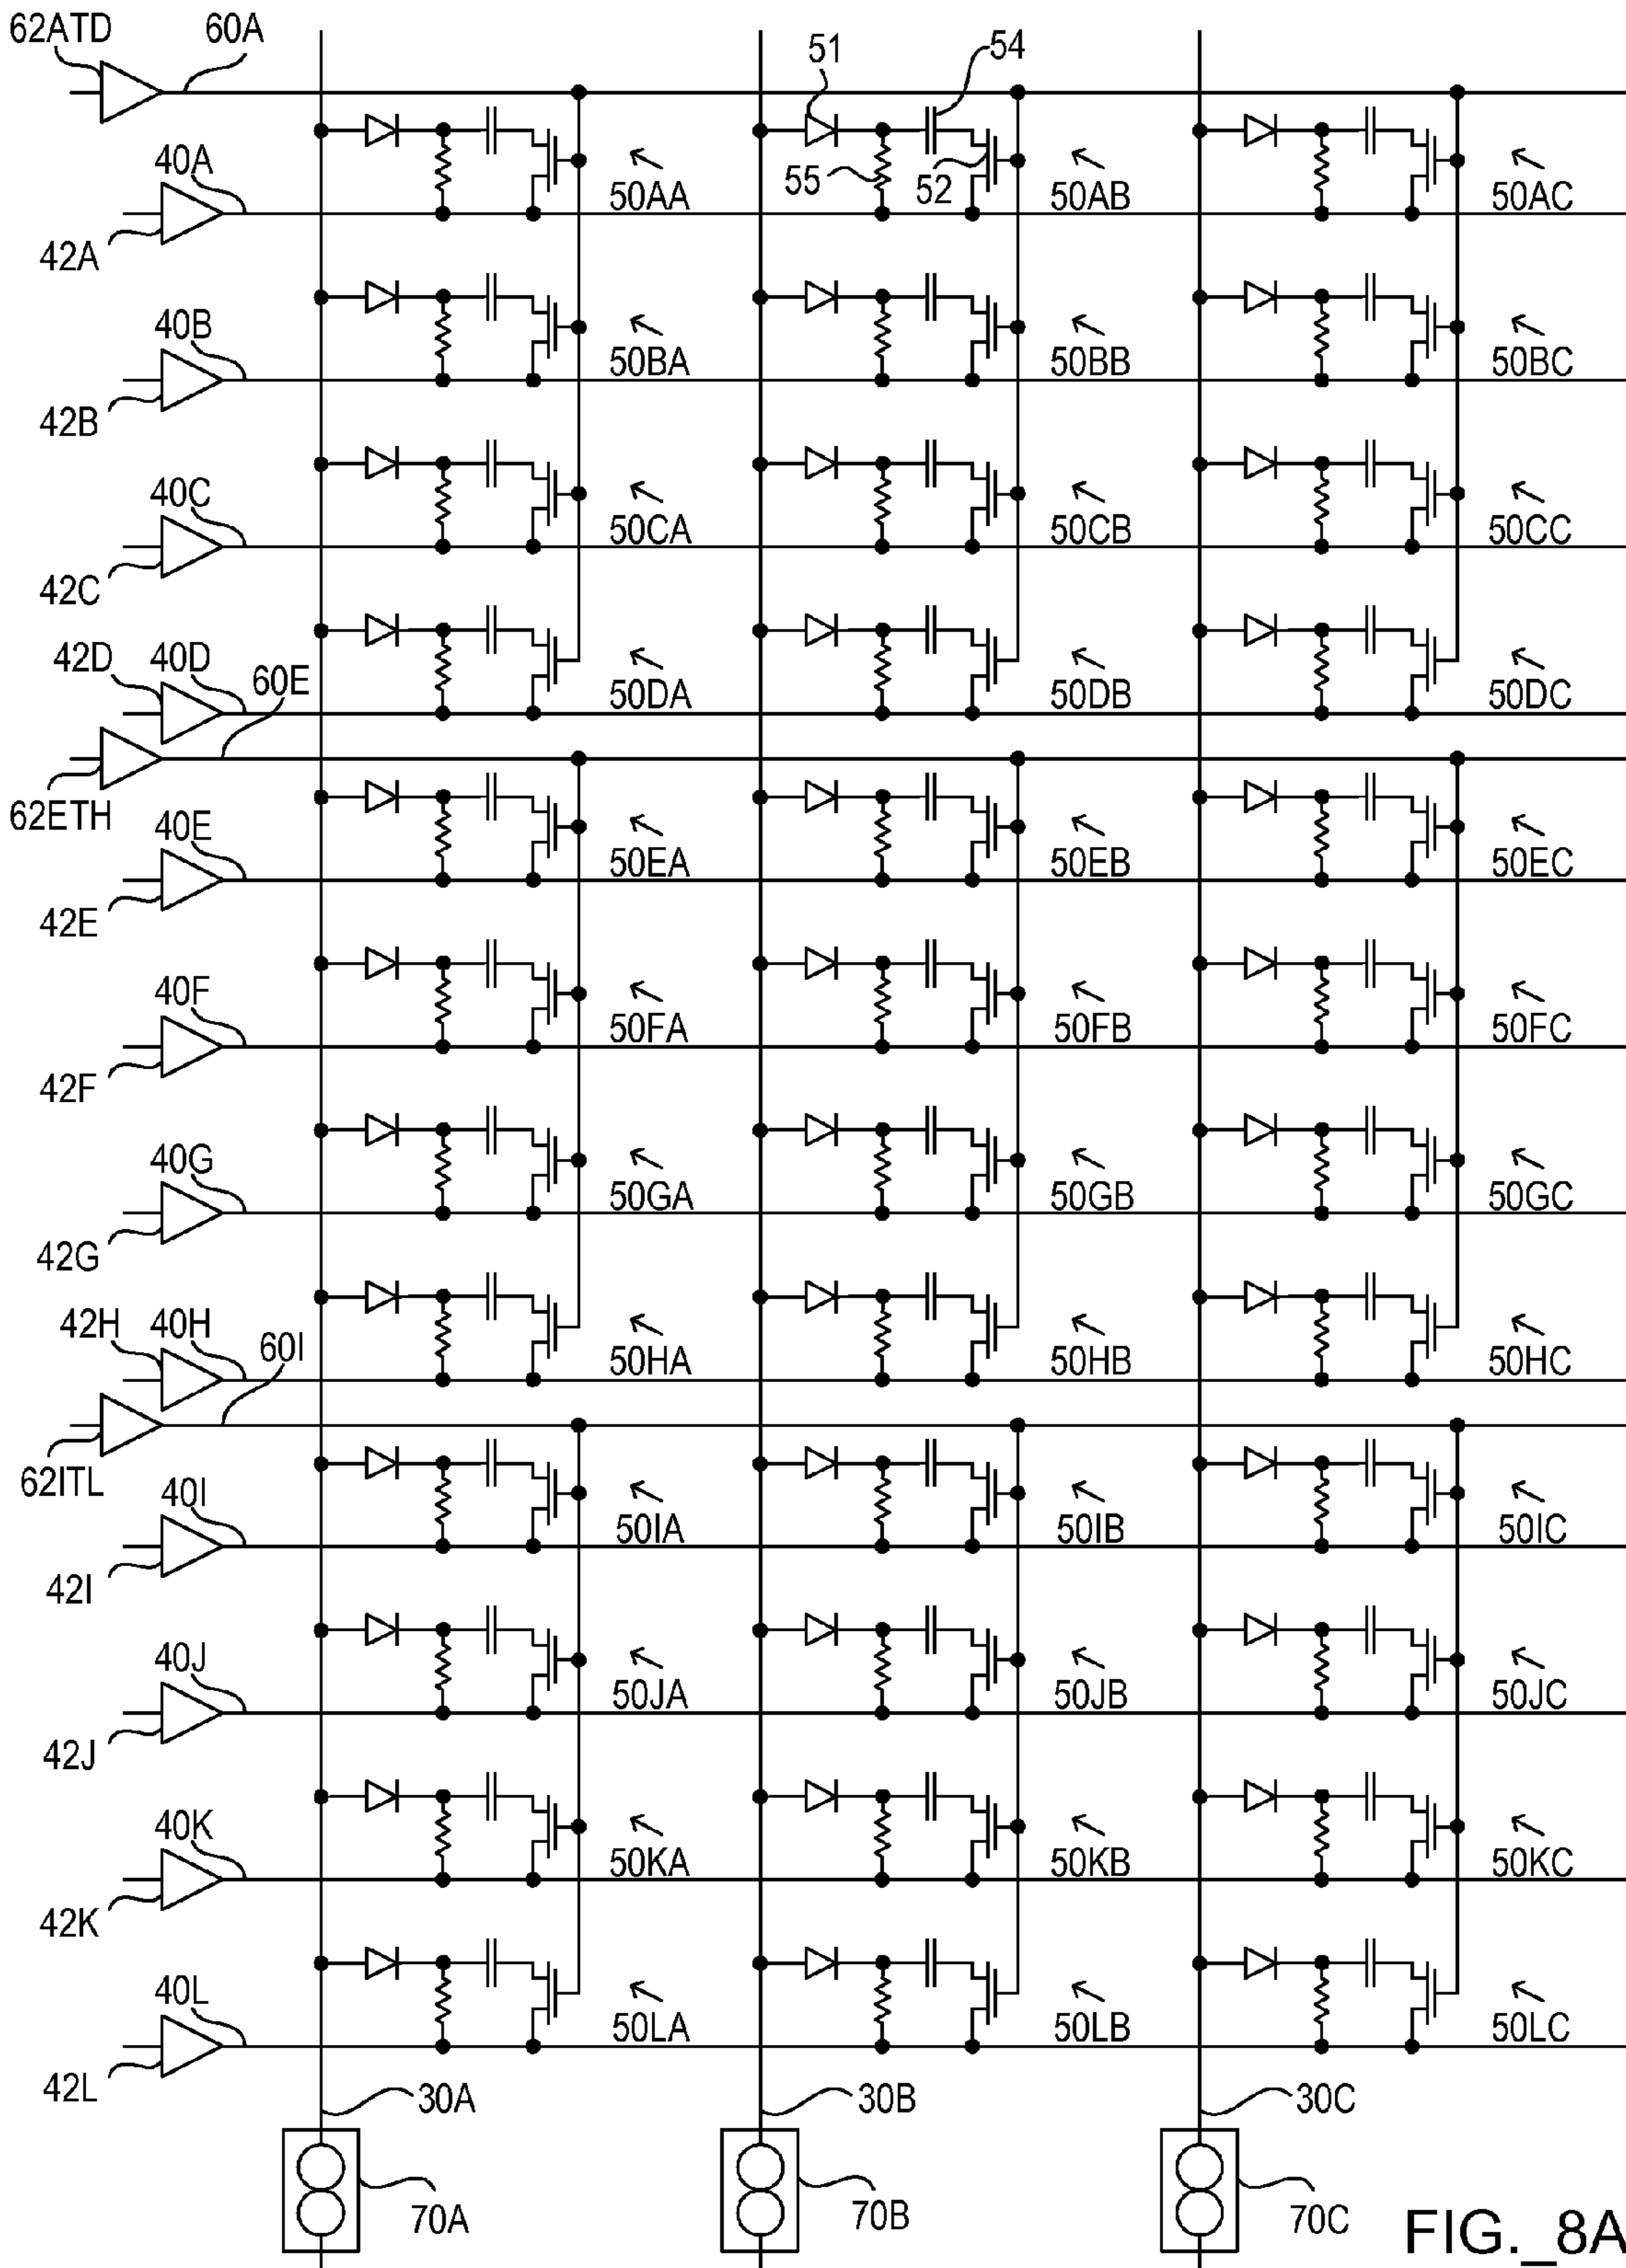 62ATD 60A 51 54
40A 55 52 50AA 50AB 50AC
42A
40B 50BA 50BB 50BC
42B
40C 50CA 50CB 50CC
42C
42D 40D 60E 50DA 50DB 50DC
62ETH
40E 50EA 50EB 50EC
42E
40F 50FA 50FB 50FC
42F
40G 50GA 50GB 50GC
42G
42H 40H 60I 50HA 50HB 50HC
62ITL
40I 50IA 50IB 50IC
42I
40J 50JA 50JB 50JC
42J
40K 50KA 50KB 50KC
42K
40L 50LA 50LB 50LC
42L
30A 30B 30C
70A 70B 70C
FIG._8A